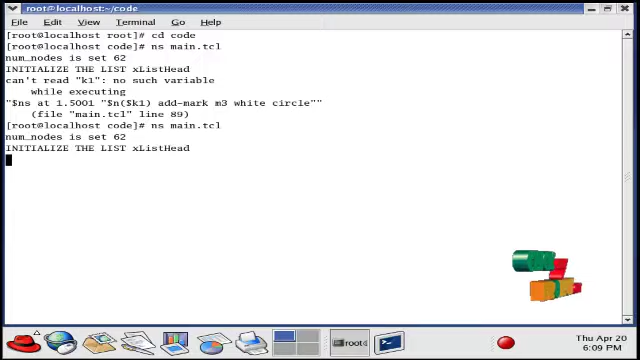 root@localhost:~/code
File Edit View Terminal Go Help
[root@localhost root]# cd code
[root@localhost code]# ns main.tcl
num_nodes is set 62
INITIALIZE THE LIST xListHead
can't read "k1": no such variable
    while executing
"$ns at 1.5001 "$n($k1) add-mark m3 white circle""
    (file "main.tcl" line 89)
[root@localhost code]# ns main.tcl
num_nodes is set 62
INITIALIZE THE LIST xListHead
root
Thu Apr 20
6:09 PM